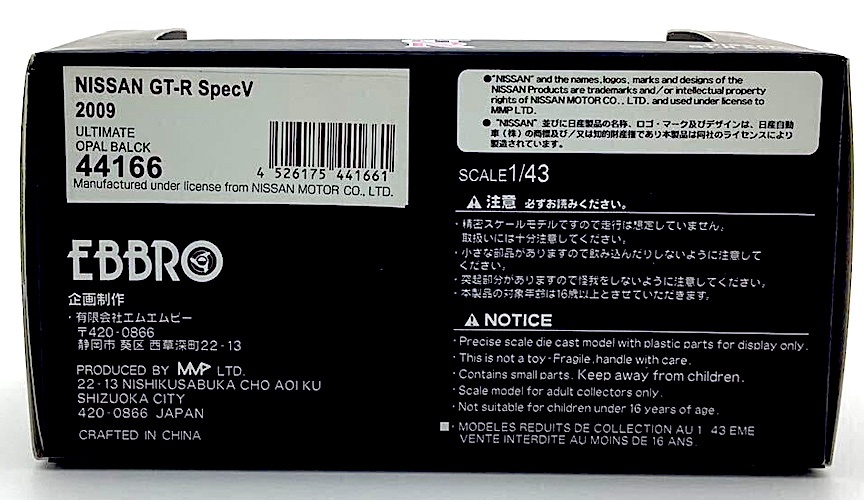 NISSAN GT-R SpecV
2009
ULTIMATE
OPAL BALCK
44166
4 526175 441661
Manufactured under license from NISSAN MOTOR CO., LTD.
EBBRO
企画制作
・有限会社エムエムピー
〒420-0866
静岡市 葵区 西草深町22-13
PRODUCED BY MMP LTD.
22-13 NISHIKUSABUKA CHO AOI KU
SHIZUOKA CITY
420-0866 JAPAN
CRAFTED IN CHINA
●"NISSAN" and the names, logos, marks and designs of the
NISSAN Products are trademarks and/or intellectual property
rights of NISSAN MOTOR CO., LTD. and used under license to
MMP LTD.
●"NISSAN" 並びに日産製品の名称、ロゴ・マーク及びデザインは、日産自動
車(株)の商標及び/又は知的財産権であり本製品は同社のライセンスにより
製造されています。
SCALE1/43
⚠注意 必ずお読みください。
・精密スケールモデルですので走行は想定していません。
取扱いには十分注意してください。
・小さな部品がありますので飲み込んだりしないように注意して
ください。
・突起部分がありますので怪我をしないように注意してください。
・本製品の対象年齢は16歳以上とさせていただきます。
⚠NOTICE
・Precise scale die cast model with plastic parts for display only.
・This is not a toy・Fragile, handle with care.
・Contains small parts. Keep away from children.
・Scale model for adult collectors only.
・Not suitable for children under 16 years of age.
■・MODELES REDUITS DE COLLECTION AU 1 43 EME
VENTE INTERDITE AU MOINS DE 16 ANS.